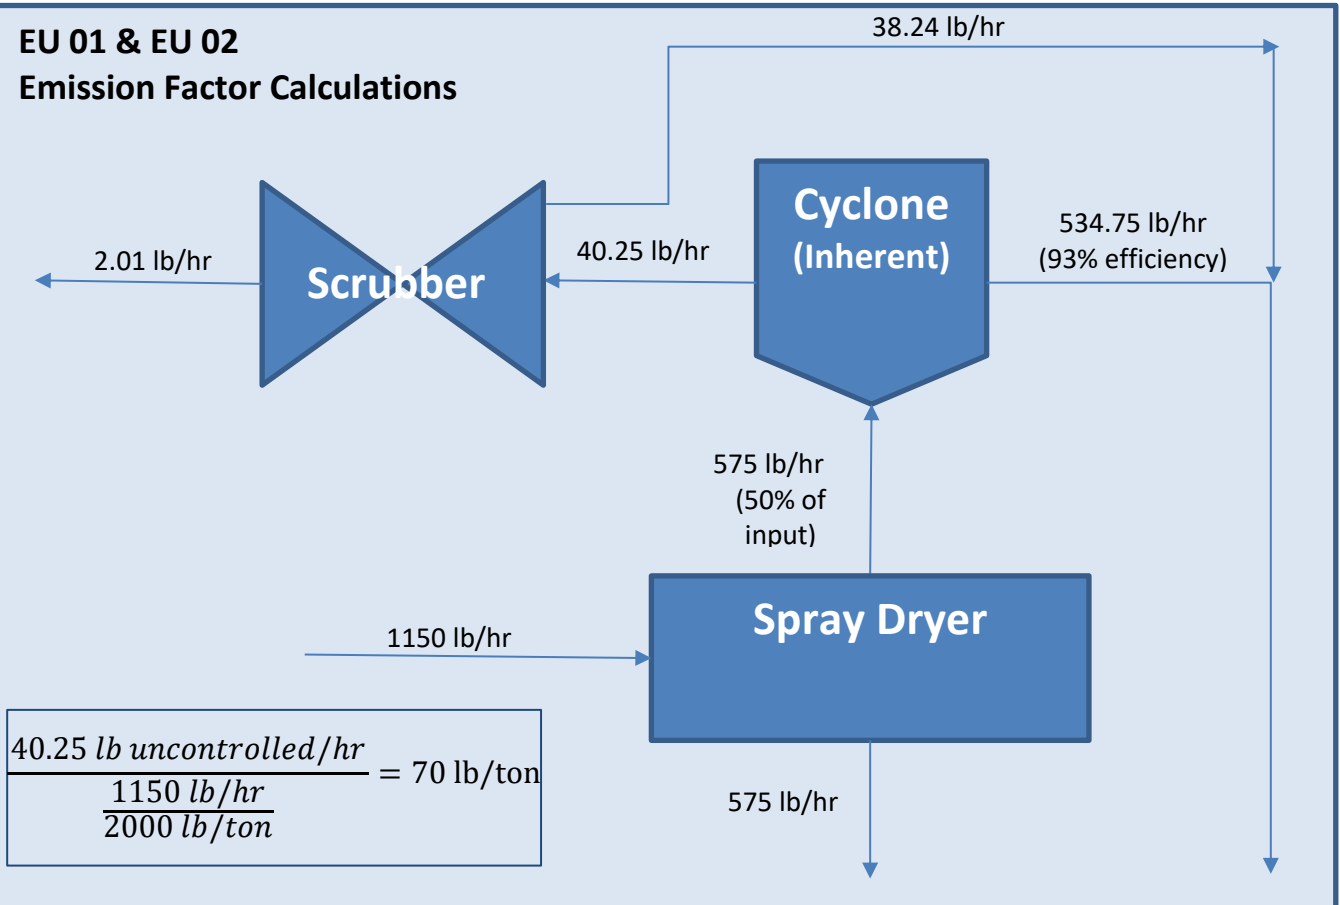 EU 01 & EU 02
Emission Factor Calculations
38.24 lb/hr
Cyclone
(Inherent)
534.75 lb/hr
(93% efficiency)
40.25 lb/hr
2.01 lb/hr
Scrubber
575 lb/hr
(50% of
input)
Spray Dryer
1150 lb/hr
40.25 lb uncontrolled/hr
1150 lb/hr
2000 lb/ton
= 70 lb/ton
575 lb/hr